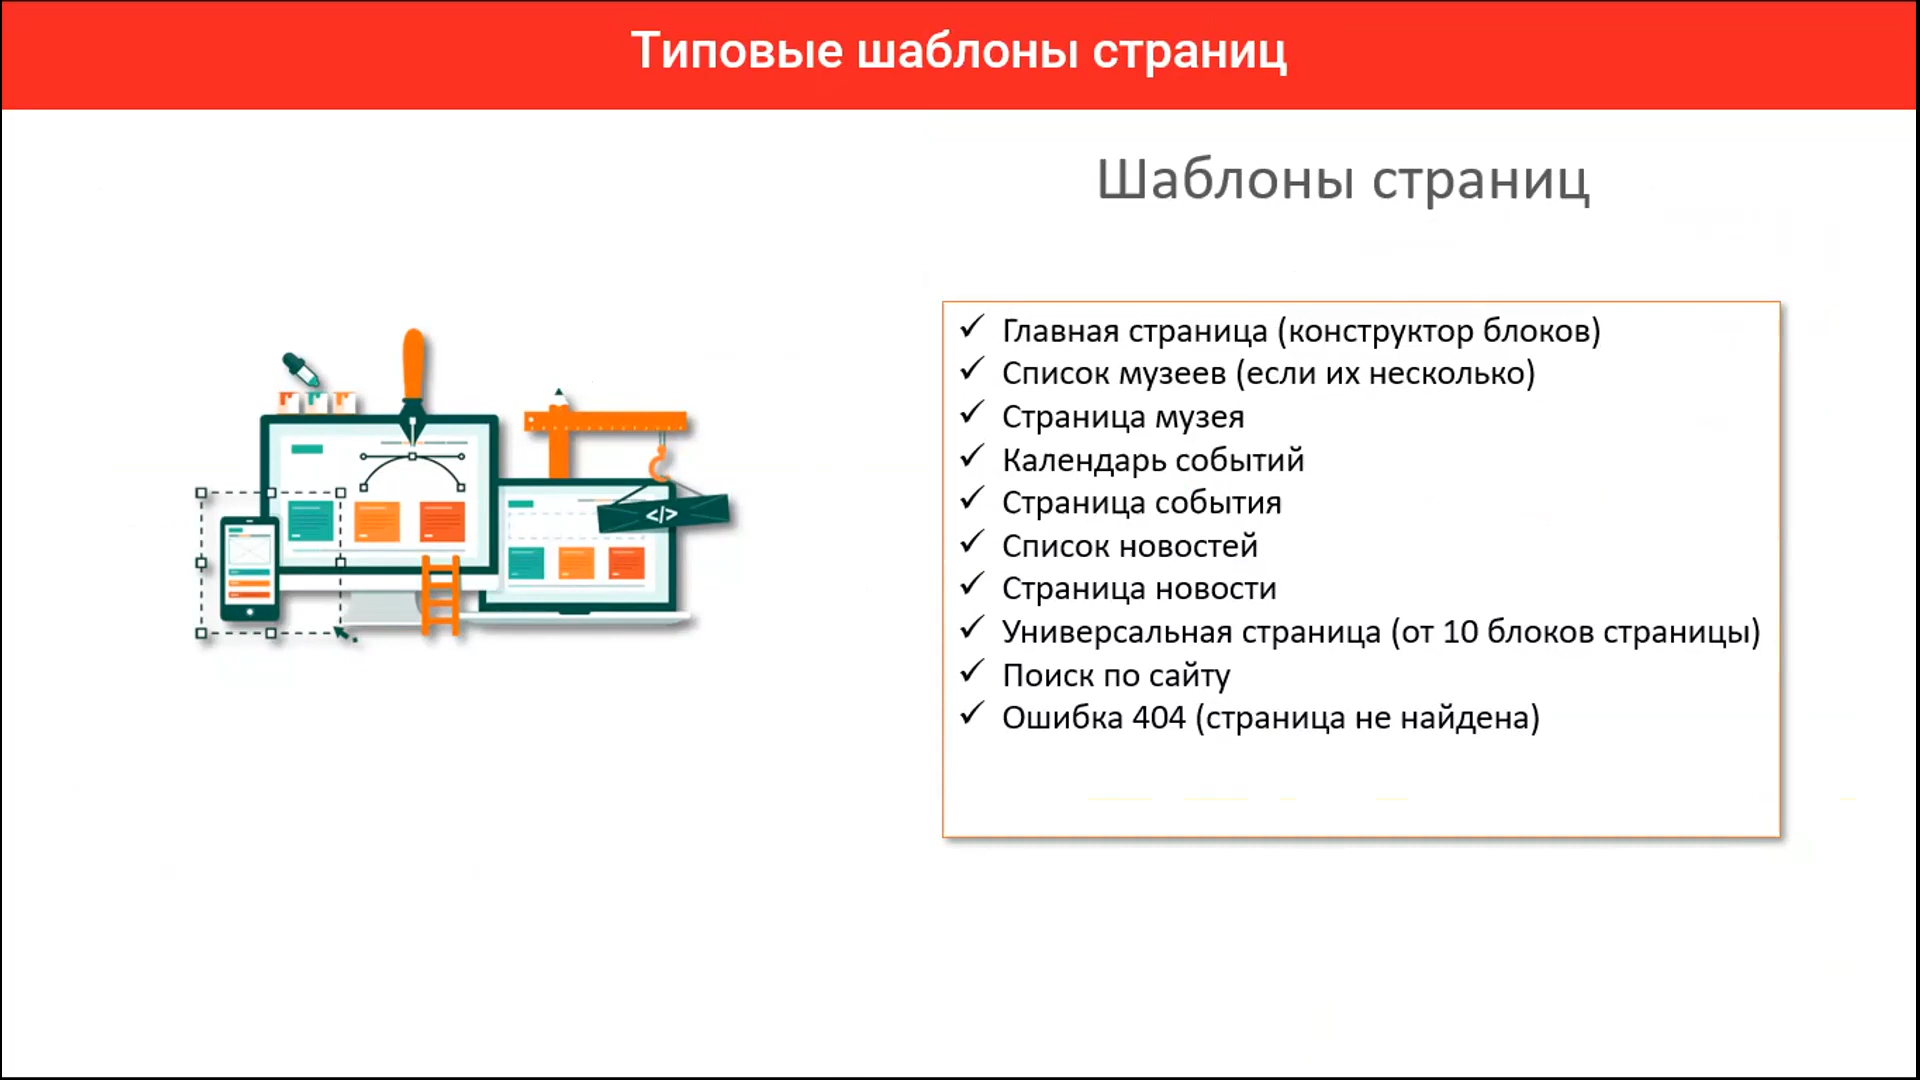 Типовые шаблоны страниц
Шаблоны страниц
✓ Главная страница (конструктор блоков)
✓ Список музеев (если их несколько)
✓ Страница музея
✓ Календарь событий
✓ Страница события
✓ Список новостей
✓ Страница новости
✓ Универсальная страница (от 10 блоков страницы)
✓ Поиск по сайту
✓ Ошибка 404 (страница не найдена)
</>